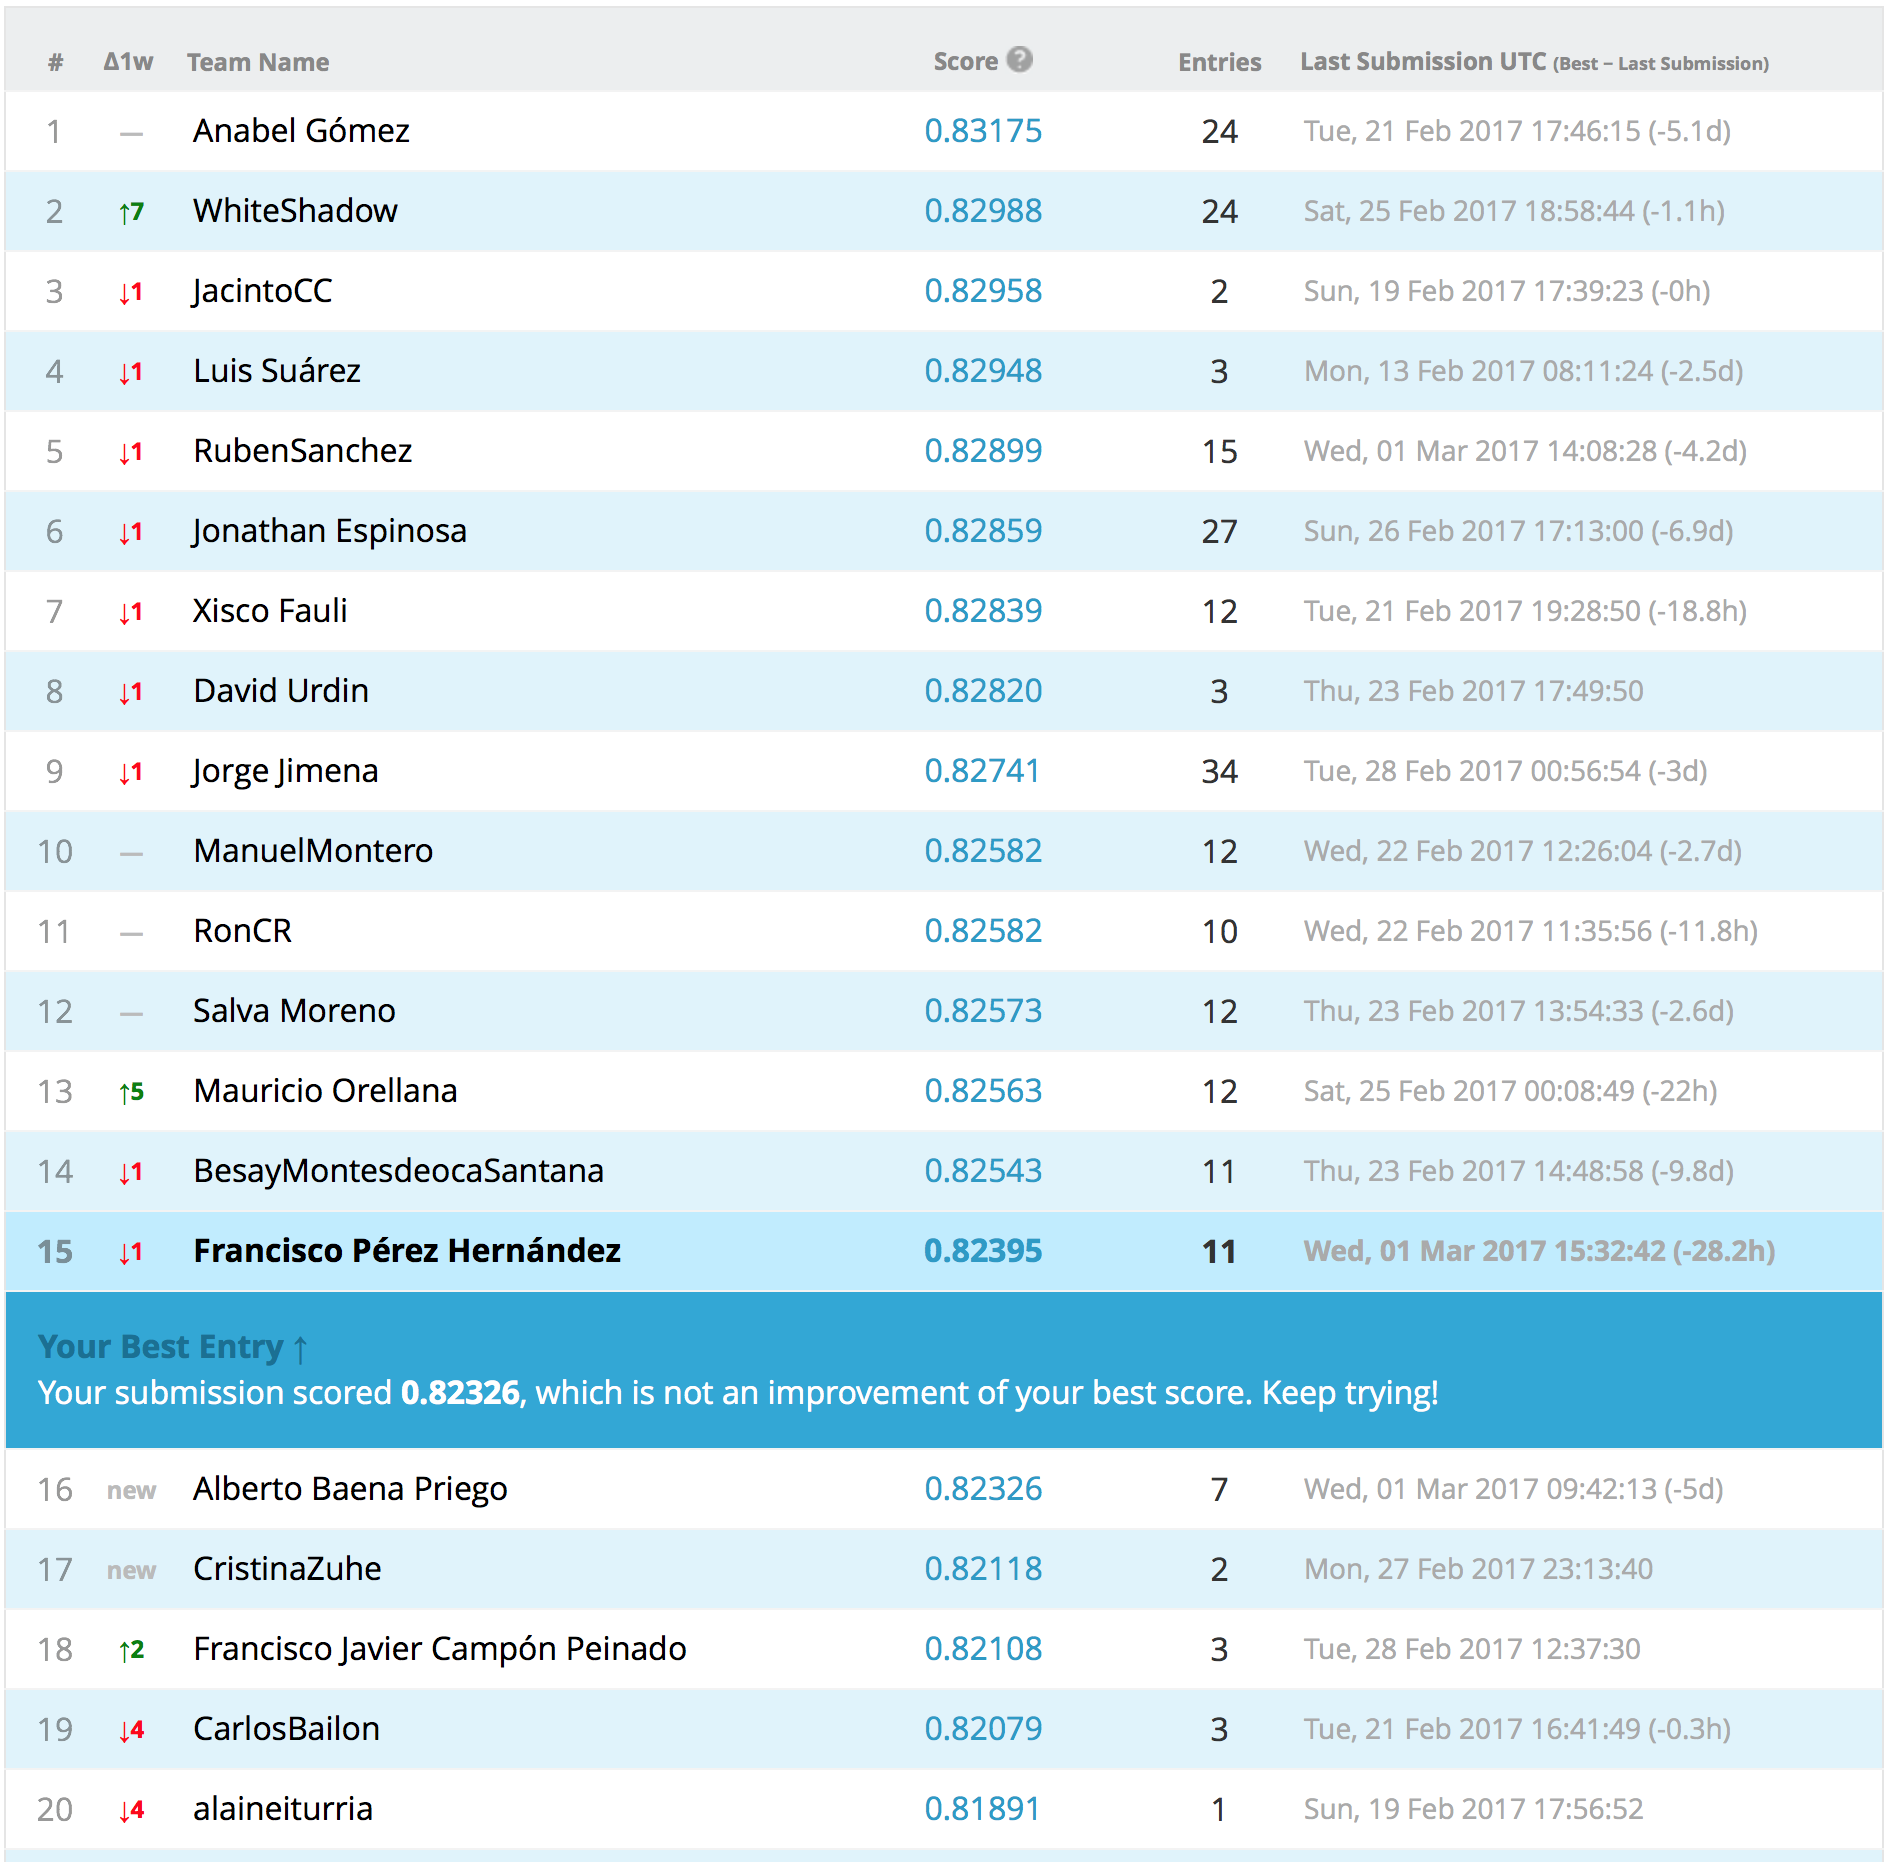 # Δ1w Team Name Score ? Entries Last Submission UTC (Best − Last Submission)
1 — Anabel Gómez 0.83175 24 Tue, 21 Feb 2017 17:46:15 (-5.1d)
2 ↑7 WhiteShadow 0.82988 24 Sat, 25 Feb 2017 18:58:44 (-1.1h)
3 ↓1 JacintoCC 0.82958 2 Sun, 19 Feb 2017 17:39:23 (-0h)
4 ↓1 Luis Suárez 0.82948 3 Mon, 13 Feb 2017 08:11:24 (-2.5d)
5 ↓1 RubenSanchez 0.82899 15 Wed, 01 Mar 2017 14:08:28 (-4.2d)
6 ↓1 Jonathan Espinosa 0.82859 27 Sun, 26 Feb 2017 17:13:00 (-6.9d)
7 ↓1 Xisco Fauli 0.82839 12 Tue, 21 Feb 2017 19:28:50 (-18.8h)
8 ↓1 David Urdin 0.82820 3 Thu, 23 Feb 2017 17:49:50
9 ↓1 Jorge Jimena 0.82741 34 Tue, 28 Feb 2017 00:56:54 (-3d)
10 — ManuelMontero 0.82582 12 Wed, 22 Feb 2017 12:26:04 (-2.7d)
11 — RonCR 0.82582 10 Wed, 22 Feb 2017 11:35:56 (-11.8h)
12 — Salva Moreno 0.82573 12 Thu, 23 Feb 2017 13:54:33 (-2.6d)
13 ↑5 Mauricio Orellana 0.82563 12 Sat, 25 Feb 2017 00:08:49 (-22h)
14 ↓1 BesayMontesdeocaSantana 0.82543 11 Thu, 23 Feb 2017 14:48:58 (-9.8d)
15 ↓1 Francisco Pérez Hernández 0.82395 11 Wed, 01 Mar 2017 15:32:42 (-28.2h)
Your Best Entry ↑
Your submission scored 0.82326, which is not an improvement of your best score. Keep trying!
16 new Alberto Baena Priego 0.82326 7 Wed, 01 Mar 2017 09:42:13 (-5d)
17 new CristinaZuhe 0.82118 2 Mon, 27 Feb 2017 23:13:40
18 ↑2 Francisco Javier Campón Peinado 0.82108 3 Tue, 28 Feb 2017 12:37:30
19 ↓4 CarlosBailon 0.82079 3 Tue, 21 Feb 2017 16:41:49 (-0.3h)
20 ↓4 alaineiturria 0.81891 1 Sun, 19 Feb 2017 17:56:52